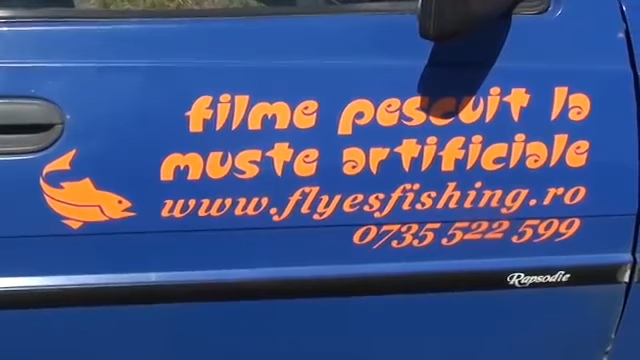 filme pescuit la
muste artificiale
www.flyesfishing.ro
0735 522 599
Rapsodie